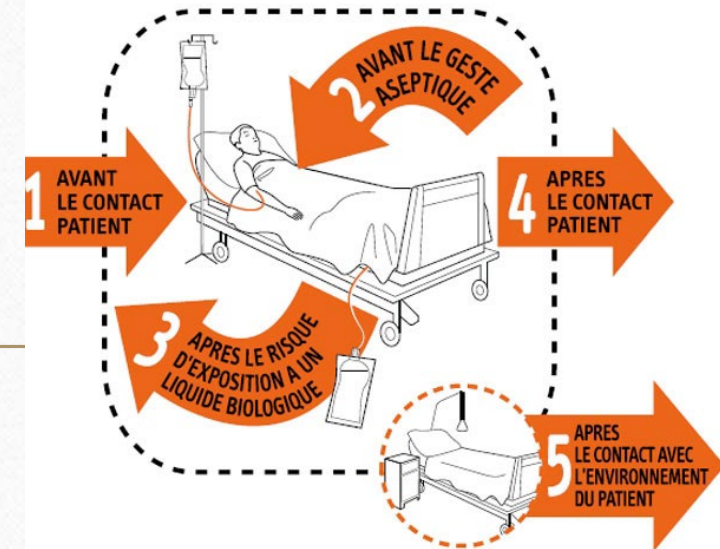 1 AVANT
LE CONTACT
PATIENT
2 AVANT LE GESTE
ASEPTIQUE
3 APRES LE RISQUE
D'EXPOSITION A UN
LIQUIDE BIOLOGIQUE
4 APRES
LE CONTACT
PATIENT
5 APRES
LE CONTACT AVEC
L'ENVIRONNEMENT
DU PATIENT